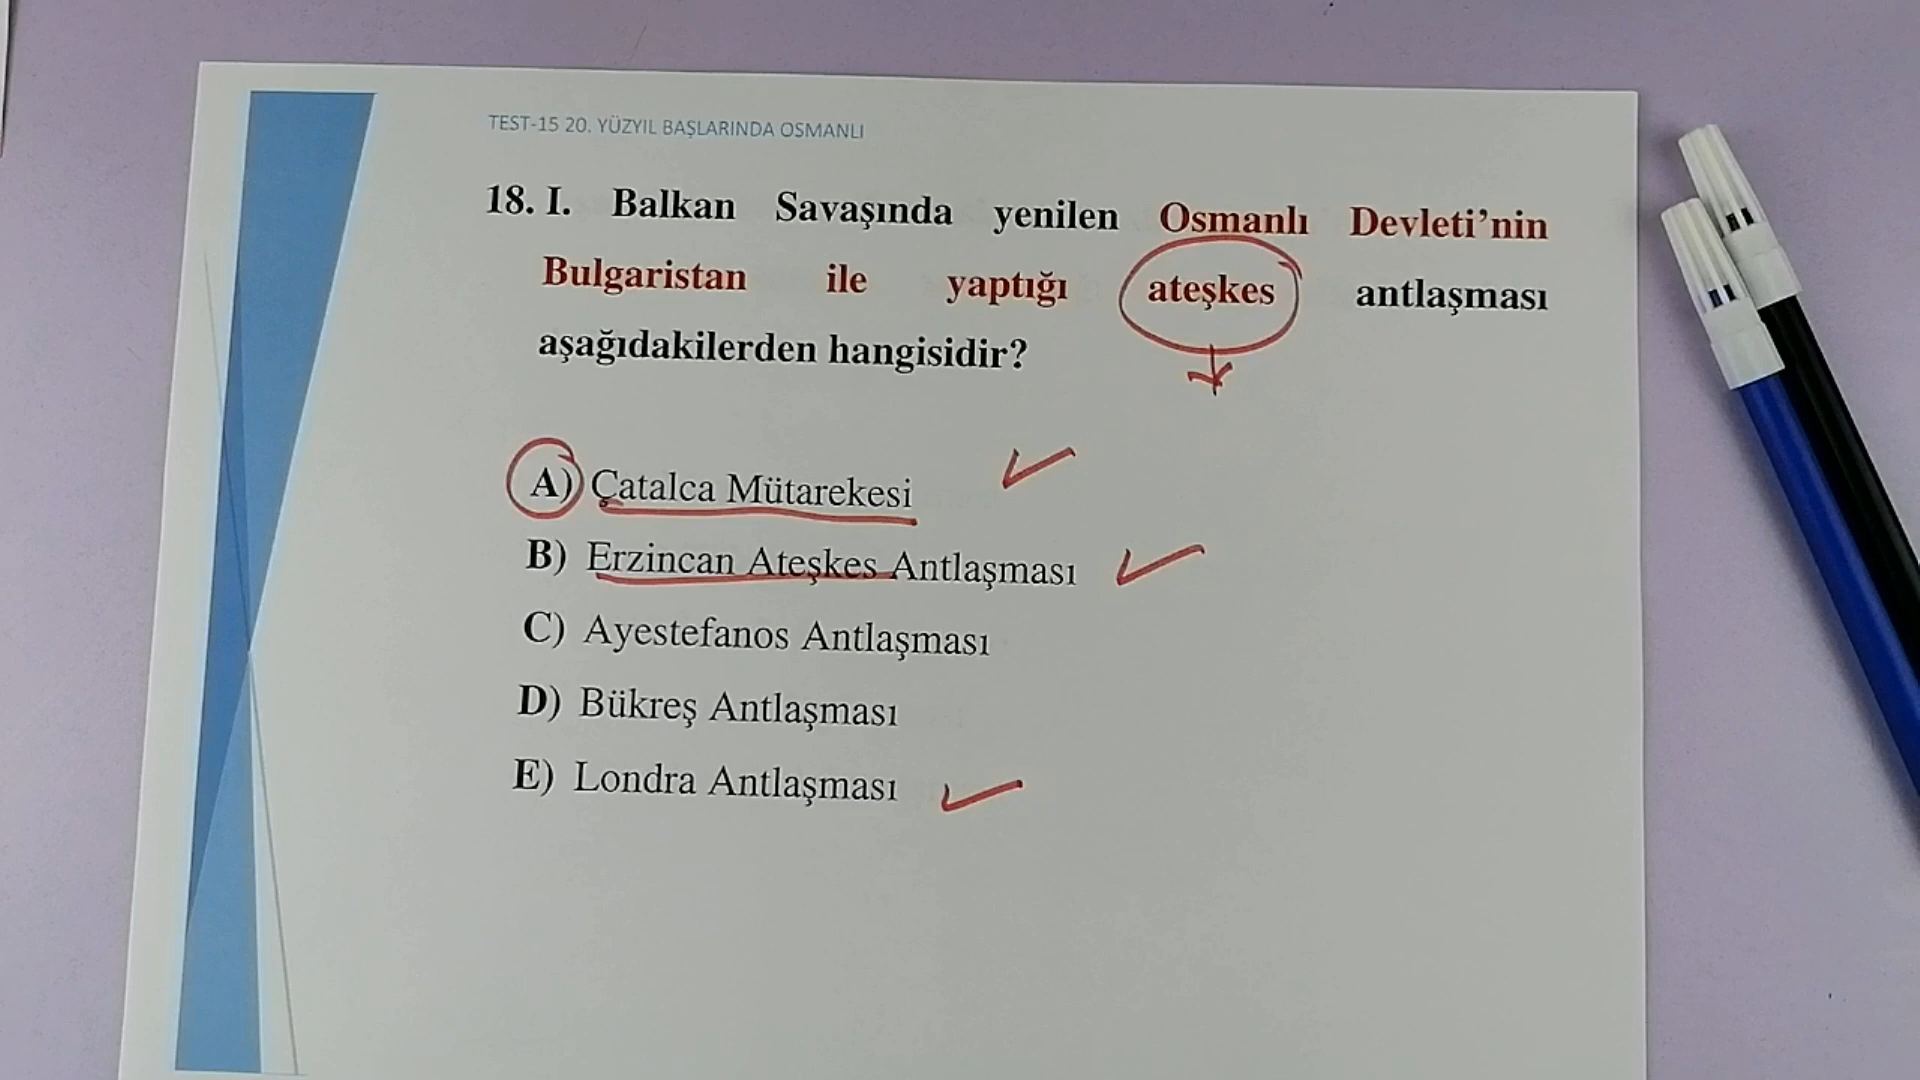 TEST-15 20. YÜZYIL BAŞLARINDA OSMANLI
18. I. Balkan Savaşında yenilen Osmanlı Devleti’nin
Bulgaristan ile yaptığı ateşkes antlaşması
aşağıdakilerden hangisidir?
A) Çatalca Mütarekesi
B) Erzincan Ateşkes Antlaşması
C) Ayestefanos Antlaşması
D) Bükreş Antlaşması
E) Londra Antlaşması